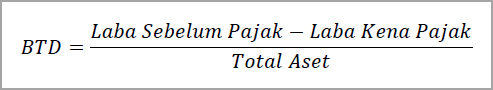 BTD = Laba Sebelum Pajak − Laba Kena Pajak
Total Aset